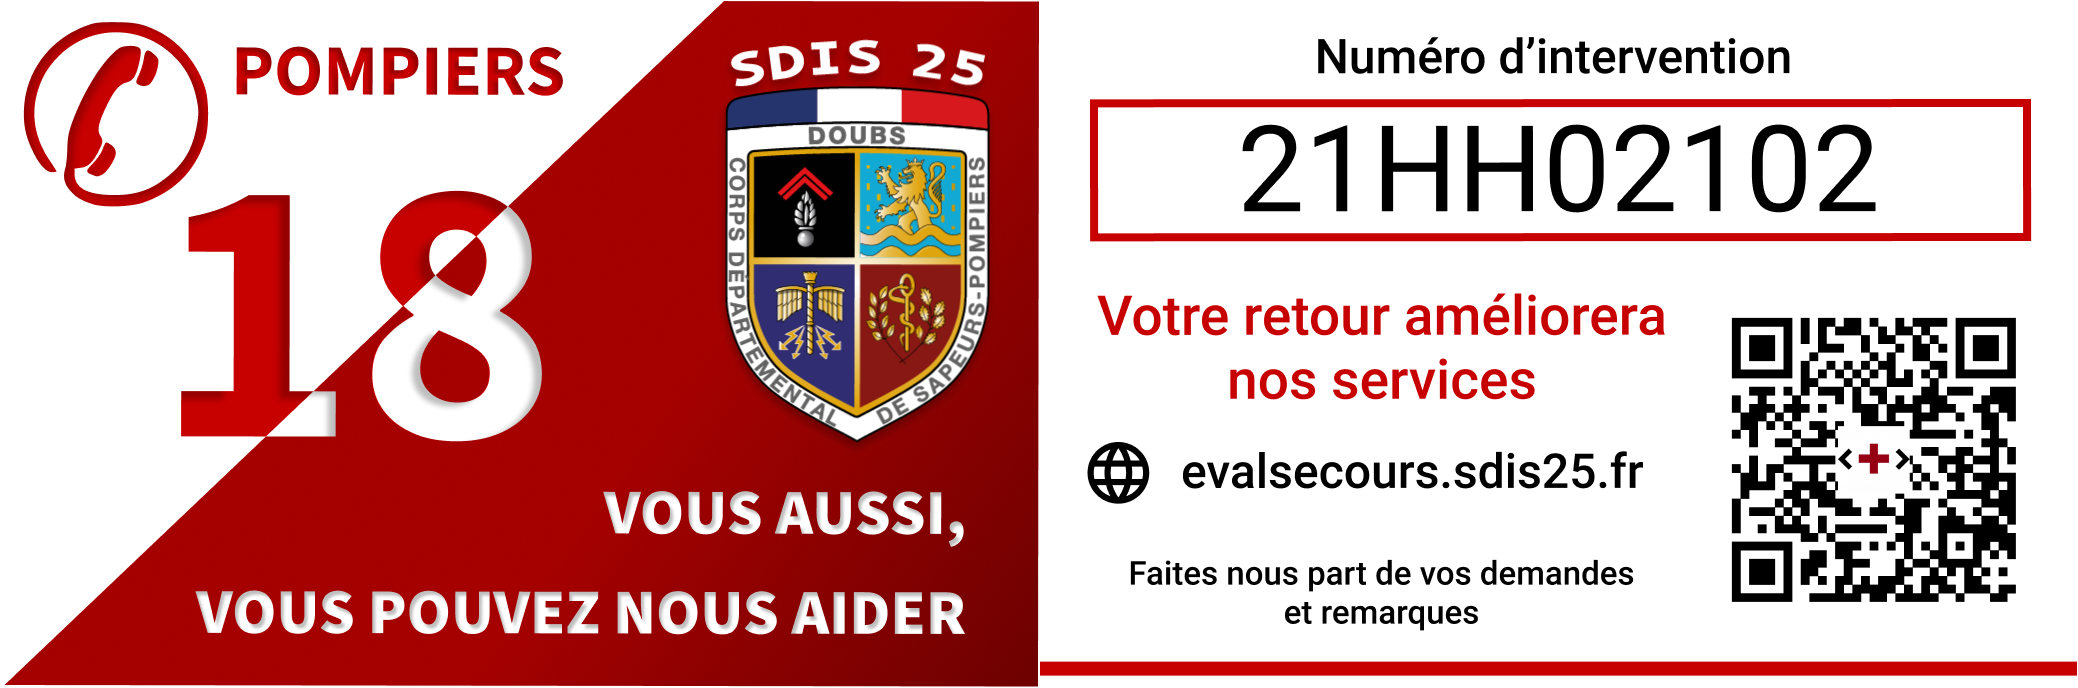 POMPIERS
18
SDIS 25
DOUBS
CORPS DÉPARTEMENTAL
DE SAPEURS-POMPIERS
VOUS AUSSI,
VOUS POUVEZ NOUS AIDER
Numéro d’intervention
21HH02102
Votre retour améliorera
nos services
evalsecours.sdis25.fr
Faites nous part de vos demandes
et remarques